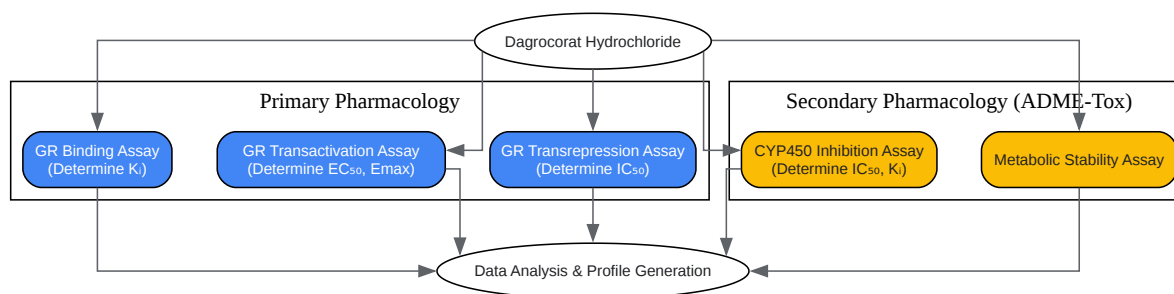 Dagrocorat Hydrochloride
Primary Pharmacology
Secondary Pharmacology (ADME-Tox)
GR Binding Assay
(Determine Kᵢ)
GR Transactivation Assay
(Determine EC₅₀, Emax)
GR Transrepression Assay
(Determine IC₅₀)
CYP450 Inhibition Assay
(Determine IC₅₀, Kᵢ)
Metabolic Stability Assay
Data Analysis & Profile Generation